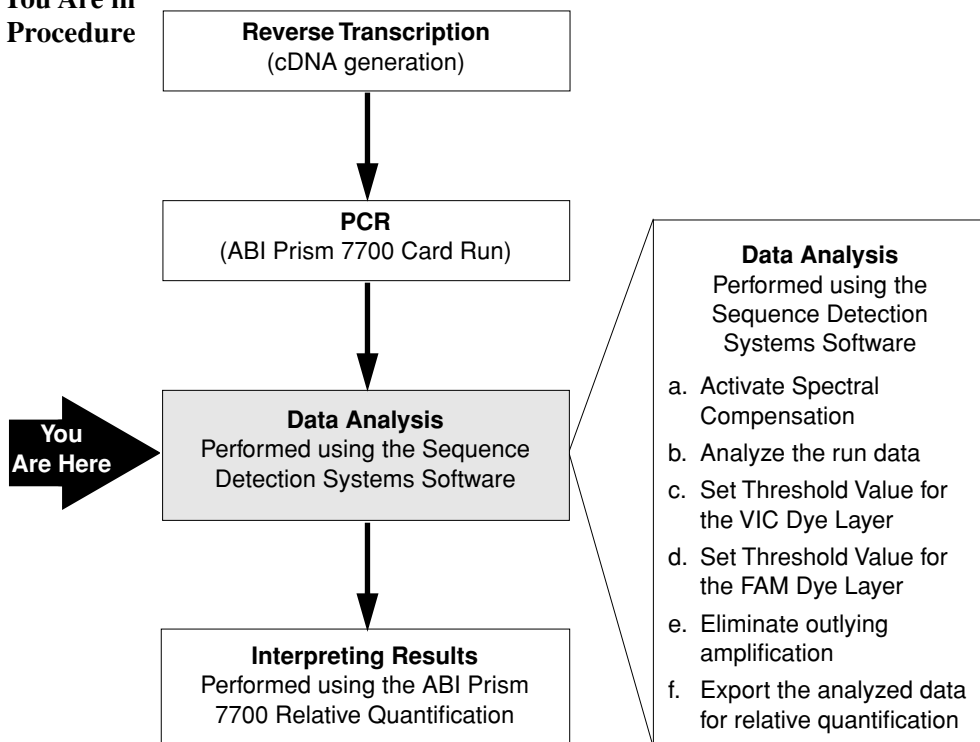 You Are in
Procedure
Reverse Transcription
(cDNA generation)
PCR
(ABI Prism 7700 Card Run)
You
Are Here
Data Analysis
Performed using the Sequence
Detection Systems Software
Interpreting Results
Performed using the ABI Prism
7700 Relative Quantification
Data Analysis
Performed using the
Sequence Detection
Systems Software
a. Activate Spectral
Compensation
b. Analyze the run data
c. Set Threshold Value for
the VIC Dye Layer
d. Set Threshold Value for
the FAM Dye Layer
e. Eliminate outlying
amplification
f. Export the analyzed data
for relative quantification